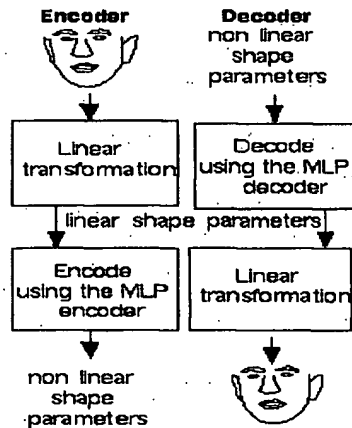 Encoder
Linear
transformation
linear shape parameters
Encode
using the MLP
encoder
non linear
shape
parameters
Decoder
non linear
shape
parameters
Decode
using the MLP
decoder
Linear
transformation